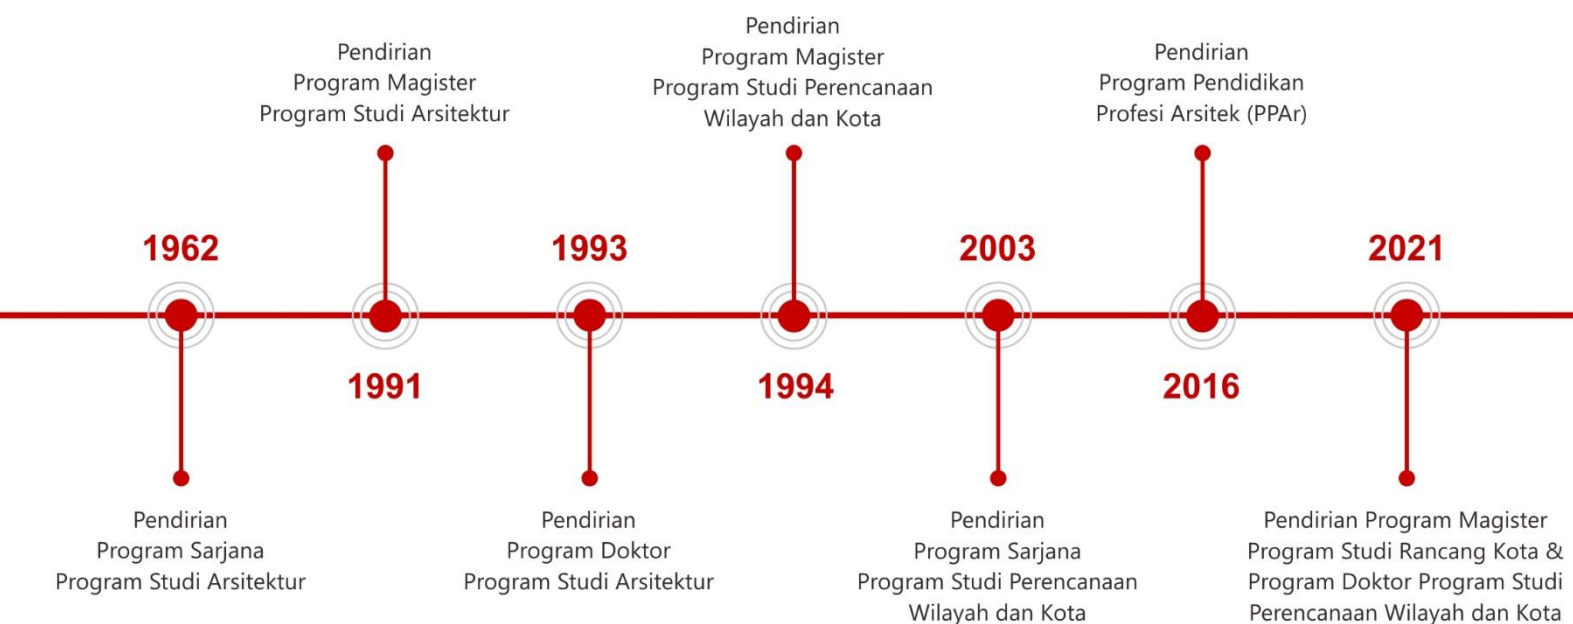 1962
Pendirian
Program Sarjana
Program Studi Arsitektur
Pendirian
Program Magister
Program Studi Arsitektur
1991
1993
Pendirian
Program Doktor
Program Studi Arsitektur
Pendirian
Program Magister
Program Studi Perencanaan
Wilayah dan Kota
1994
2003
Pendirian
Program Sarjana
Program Studi Perencanaan
Wilayah dan Kota
Pendirian
Program Pendidikan
Profesi Arsitek (PPAr)
2016
2021
Pendirian Program Magister
Program Studi Rancang Kota &
Program Doktor Program Studi
Perencanaan Wilayah dan Kota